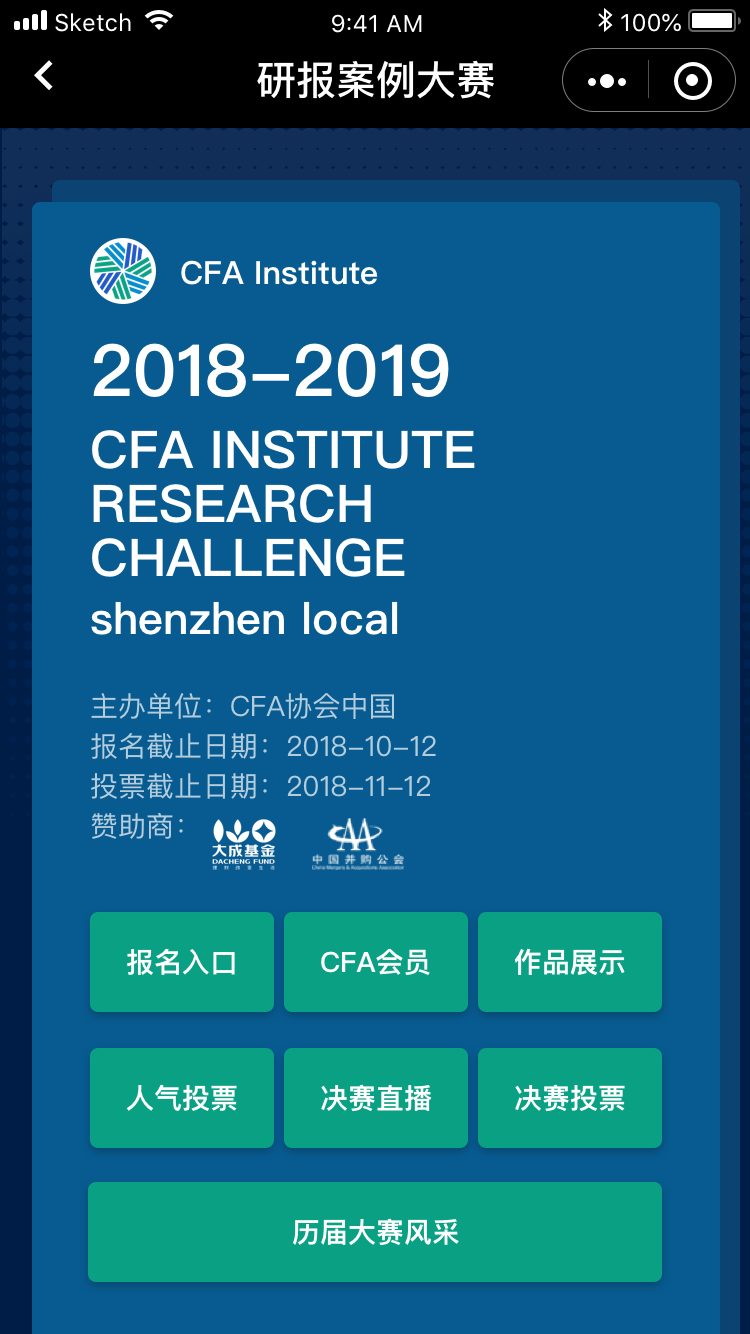 Sketch 9:41 AM 100%
研报案例大赛
CFA Institute
2018-2019
CFA INSTITUTE
RESEARCH
CHALLENGE
shenzhen local
主办单位：CFA协会中国
报名截止日期：2018-10-12
投票截止日期：2018-11-12
赞助商：
大成基金
DACHENG FUND
中国并购公会
China Mergers & Acquisitions Association
报名入口 CFA会员 作品展示
人气投票 决赛直播 决赛投票
历届大赛风采